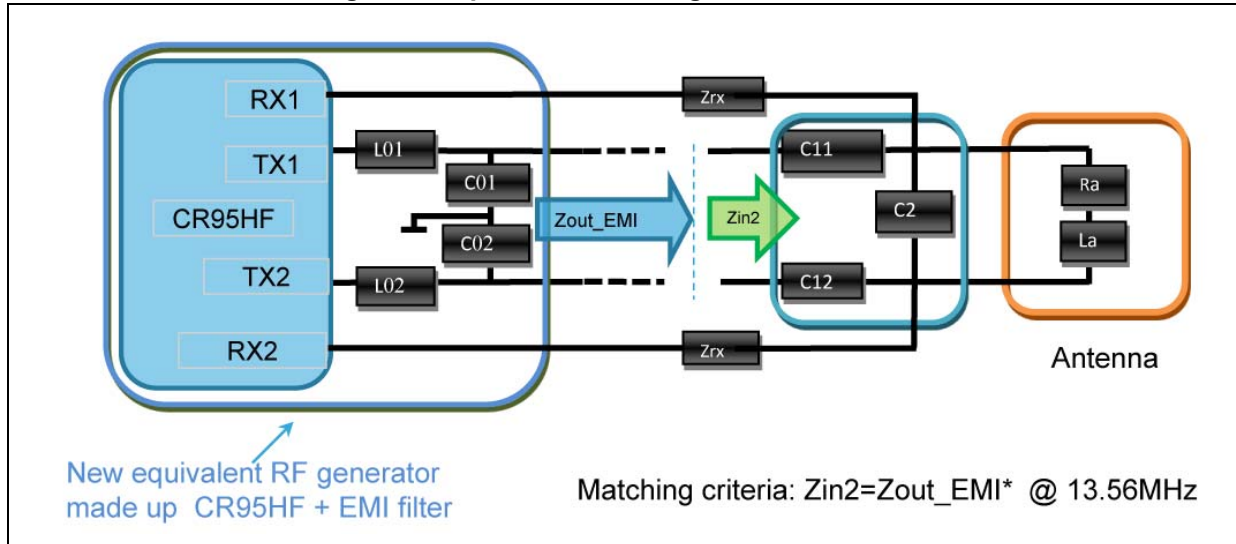 RX1
Zrx
TX1
L01
C01
C11
Ra
CR95HF
Zout_EMI
Zin2
C2
C02
La
TX2
L02
C12
RX2
Zrx
Antenna
New equivalent RF generator
made up CR95HF + EMI filter
Matching criteria: Zin2=Zout_EMI* @ 13.56MHz